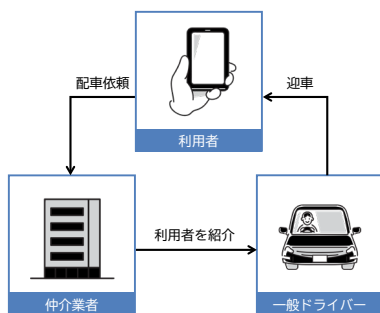 配車依頼
迎車
利用者
利用者を紹介
仲介業者
一般ドライバー